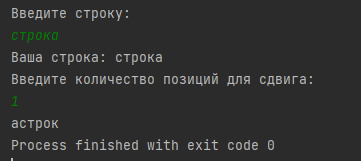 Введите строку:
строка
Ваша строка: строка
Введите количество позиций для сдвига:
1
астрок
Process finished with exit code 0